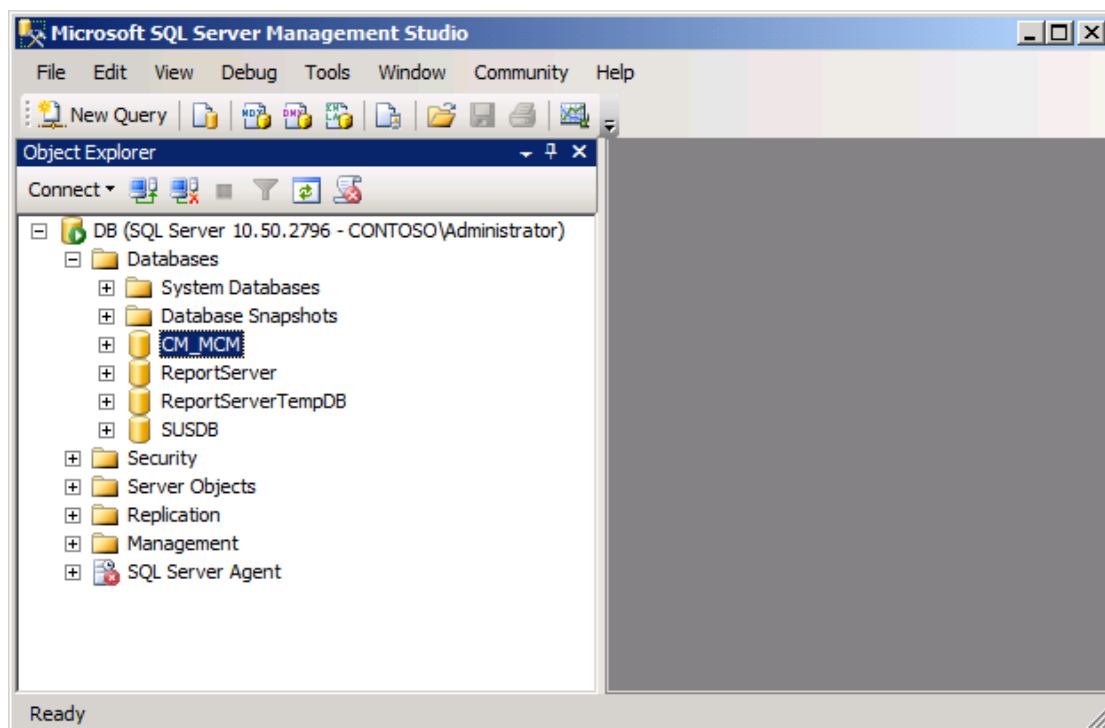 Microsoft SQL Server Management Studio
File Edit View Debug Tools Window Community Help
New Query
Object Explorer
Connect
DB (SQL Server 10.50.2796 - CONTOSO\Administrator)
Databases
System Databases
Database Snapshots
CM_MCM
ReportServer
ReportServerTempDB
SUSDB
Security
Server Objects
Replication
Management
SQL Server Agent
Ready